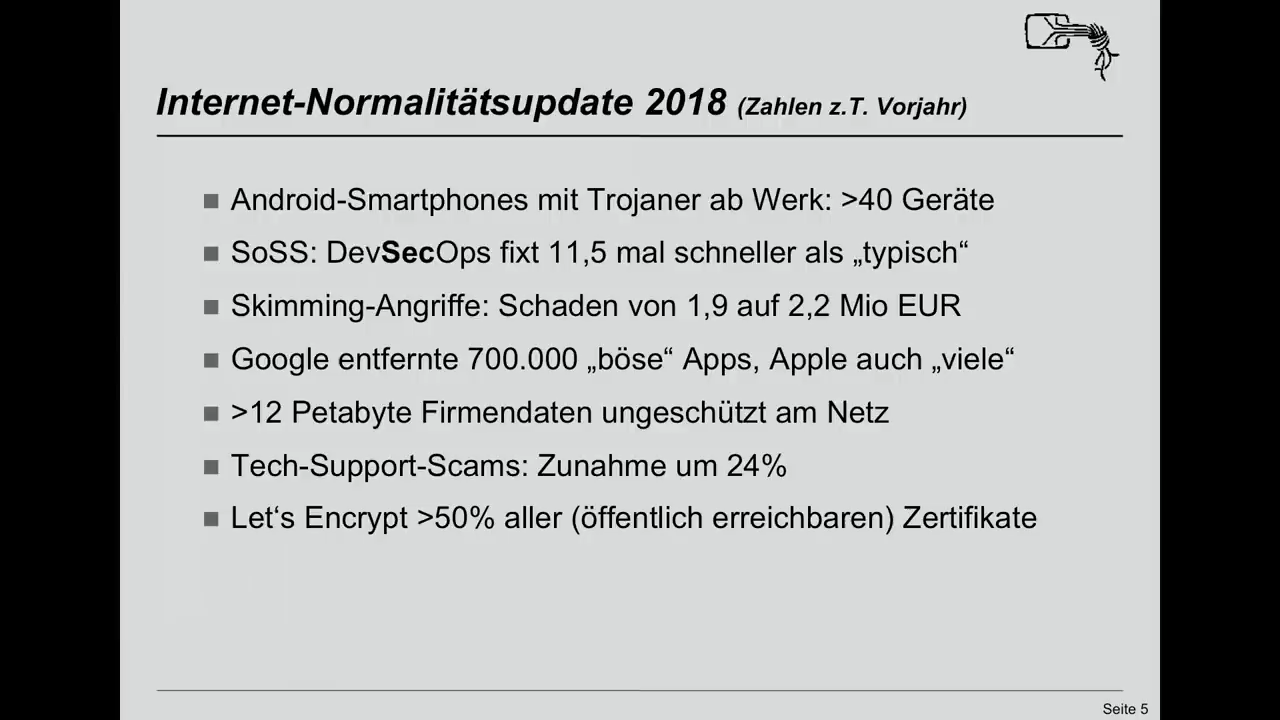 Internet-Normalitätsupdate 2018 (Zahlen z.T. Vorjahr)
Android-Smartphones mit Trojaner ab Werk: >40 Geräte
SoSS: DevSecOps fixt 11,5 mal schneller als „typisch“
Skimming-Angriffe: Schaden von 1,9 auf 2,2 Mio EUR
Google entfernte 700.000 „böse“ Apps, Apple auch „viele“
>12 Petabyte Firmendaten ungeschützt am Netz
Tech-Support-Scams: Zunahme um 24%
Let‘s Encrypt >50% aller (öffentlich erreichbaren) Zertifikate
Seite 5